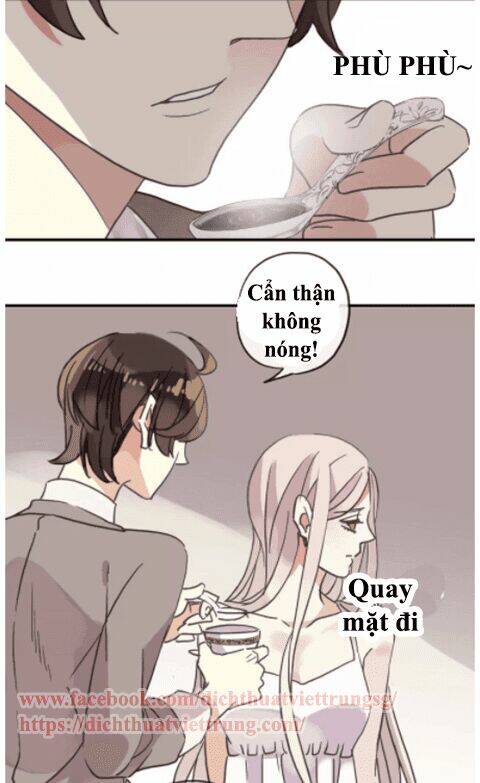 PHÙ PHÙ~
Cẩn thận
không
nóng!
Quay
mặt đi
www.facebook.com/dichthuatviettrungsg/
https://dichthuatviettrung.com/